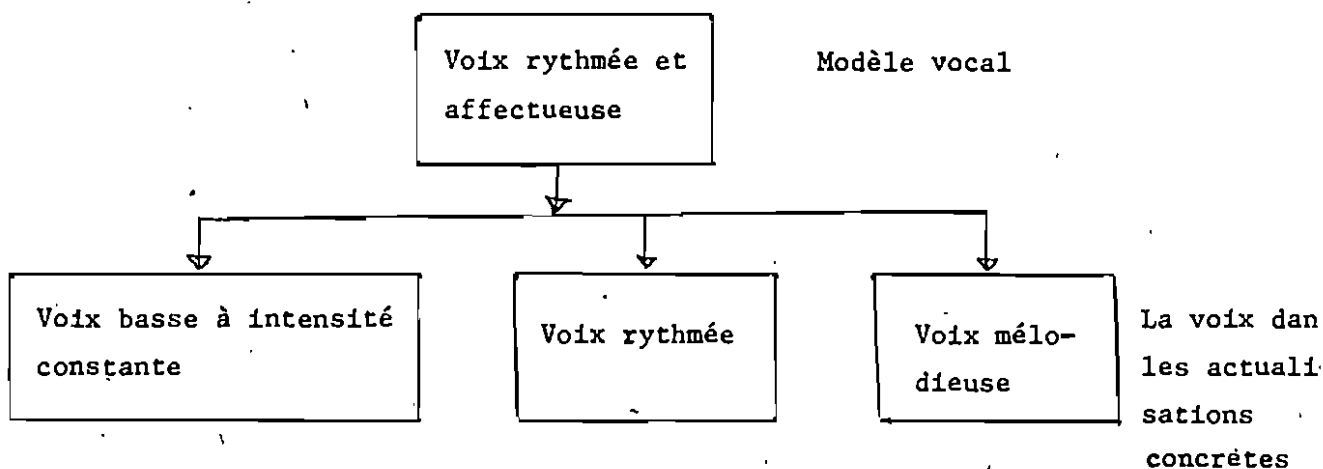 Voix rythmée et
affectueuse
Modèle vocal
Voix basse à intensité
constante
Voix rythmée
Voix mélo-
dieuse
La voix dan
les actuali-
sations
concrètes